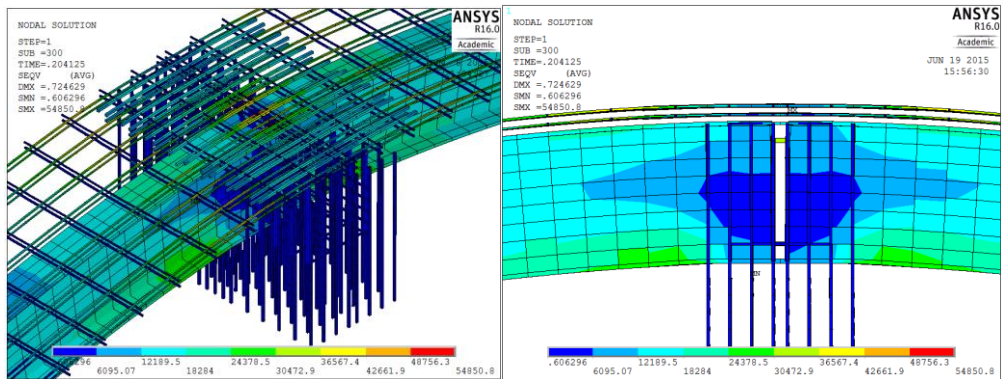 NODAL SOLUTION
STEP=1
SUB =300
TIME=.204125
SEQV (AVG)
DMX =.724629
SMN =.606296
SMX =54850.8
ANSYS
R16.0
Academic
.606296 12189.5 24378.5 36567.4 48756.3
6095.07 18284 30472.9 42661.9 54850.8
1
NODAL SOLUTION
STEP=1
SUB =300
TIME=.204125
SEQV (AVG)
DMX =.724629
SMN =.606296
SMX =54850.8
ANSYS
R16.0
Academic
JUN 19 2015
15:56:30
MX
MN
.606296 12189.5 24378.5 36567.4 48756.3
6095.07 18284 30472.9 42661.9 54850.8